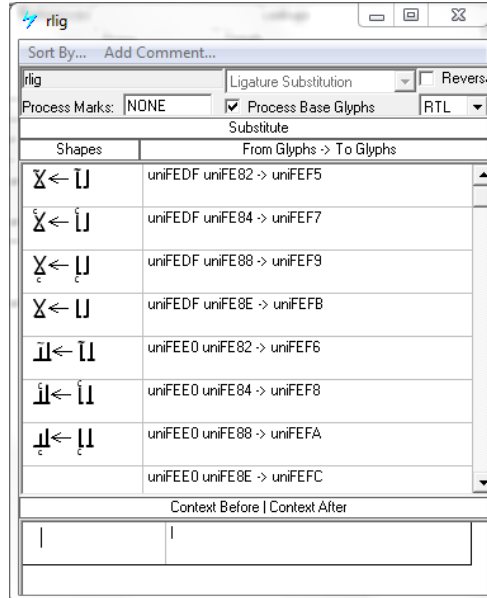 rlig
Sort By... Add Comment...
rlig Ligature Substitution Revers
Process Marks: NONE Process Base Glyphs RTL
Substitute
Shapes From Glyphs -> To Glyphs
uniFEDF uniFE82 -> uniFEF5
uniFEDF uniFE84 -> uniFEF7
uniFEDF uniFE88 -> uniFEF9
uniFEDF uniFE8E -> uniFEFB
uniFEE0 uniFE82 -> uniFEF6
uniFEE0 uniFE84 -> uniFEF8
uniFEE0 uniFE88 -> uniFEFA
uniFEE0 uniFE8E -> uniFEFC
Context Before | Context After